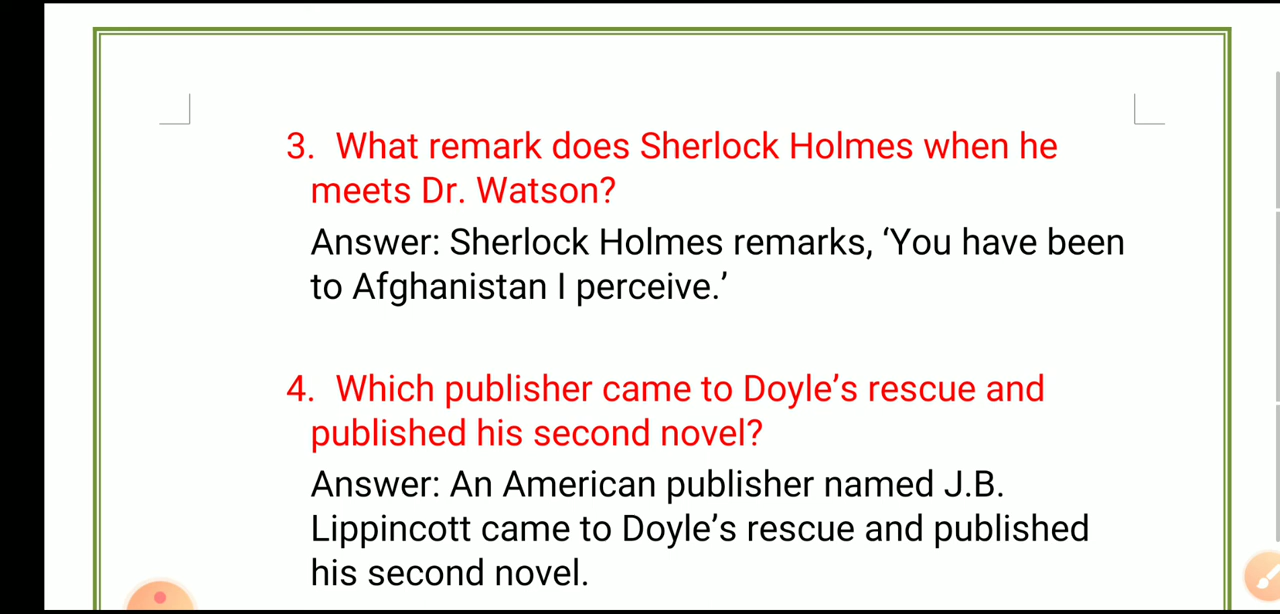 3. What remark does Sherlock Holmes when he
meets Dr. Watson?
Answer: Sherlock Holmes remarks, ‘You have been
to Afghanistan I perceive.’
4. Which publisher came to Doyle’s rescue and
published his second novel?
Answer: An American publisher named J.B.
Lippincott came to Doyle’s rescue and published
his second novel.